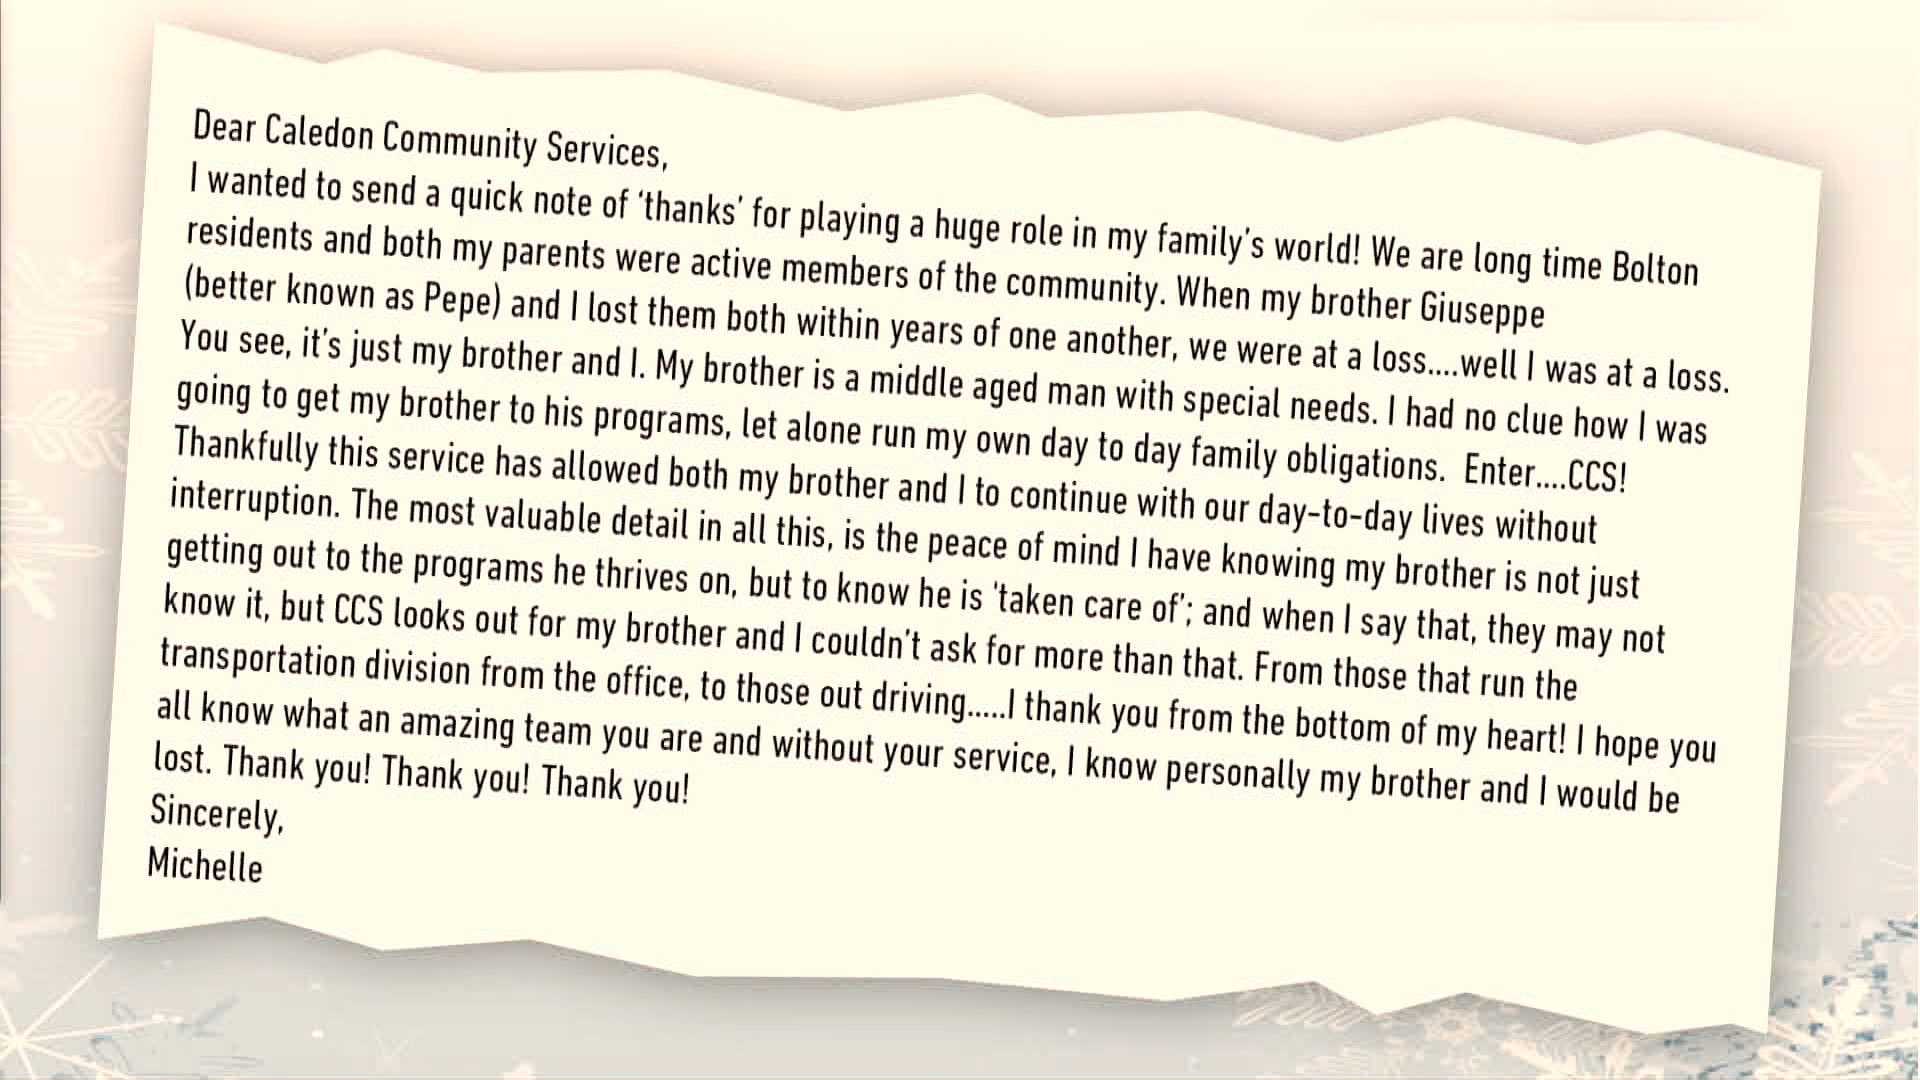 Dear Caledon Community Services,
I wanted to send a quick note of ‘thanks’ for playing a huge role in my family’s world! We are long time Bolton
residents and both my parents were active members of the community. When my brother Giuseppe
(better known as Pepe) and I lost them both within years of one another, we were at a loss....well I was at a loss.
You see, it’s just my brother and I. My brother is a middle aged man with special needs. I had no clue how I was
going to get my brother to his programs, let alone run my own day to day family obligations.  Enter....CCS!
Thankfully this service has allowed both my brother and I to continue with our day-to-day lives without
interruption. The most valuable detail in all this, is the peace of mind I have knowing my brother is not just
getting out to the programs he thrives on, but to know he is ‘taken care of’; and when I say that, they may not
know it, but CCS looks out for my brother and I couldn’t ask for more than that. From those that run the
transportation division from the office, to those out driving.....I thank you from the bottom of my heart! I hope you
all know what an amazing team you are and without your service, I know personally my brother and I would be
lost. Thank you! Thank you! Thank you!
Sincerely,
Michelle